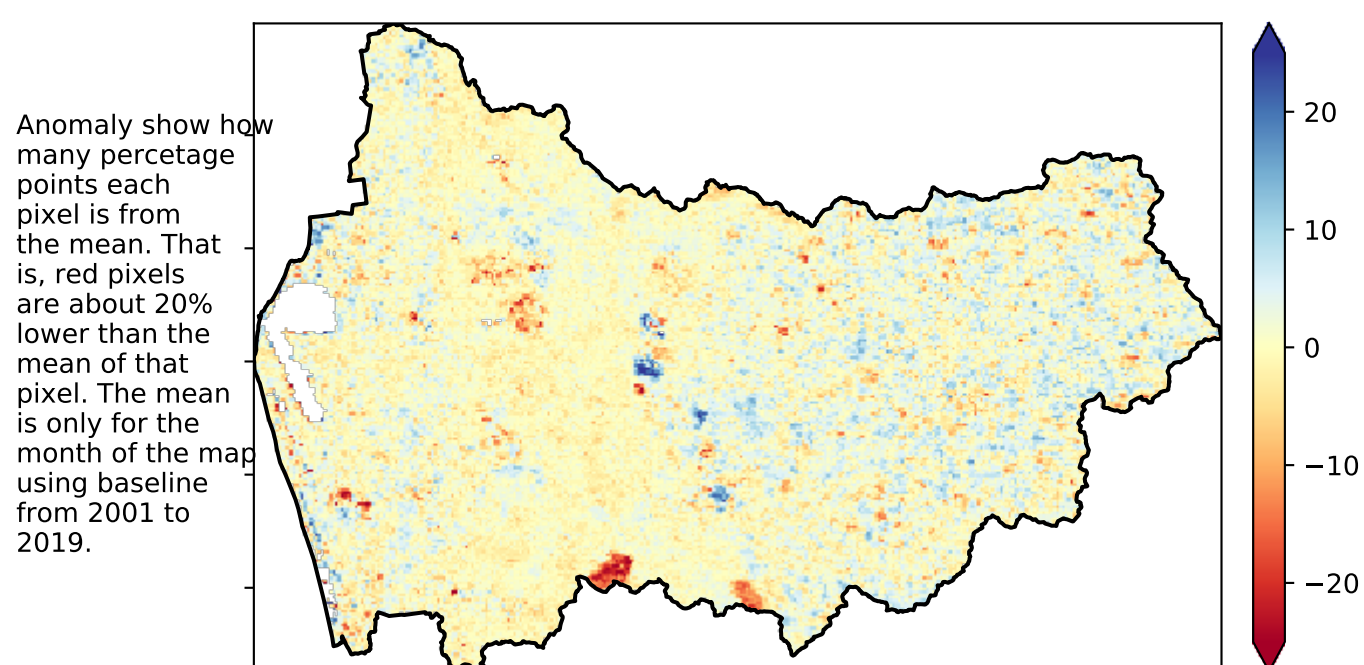 Anomaly show how
many percetage
points each
pixel is from
the mean. That
is, red pixels
are about 20%
lower than the
mean of that
pixel. The mean
is only for the
month of the map
using baseline
from 2001 to
2019.
20
10
0
−10
−20